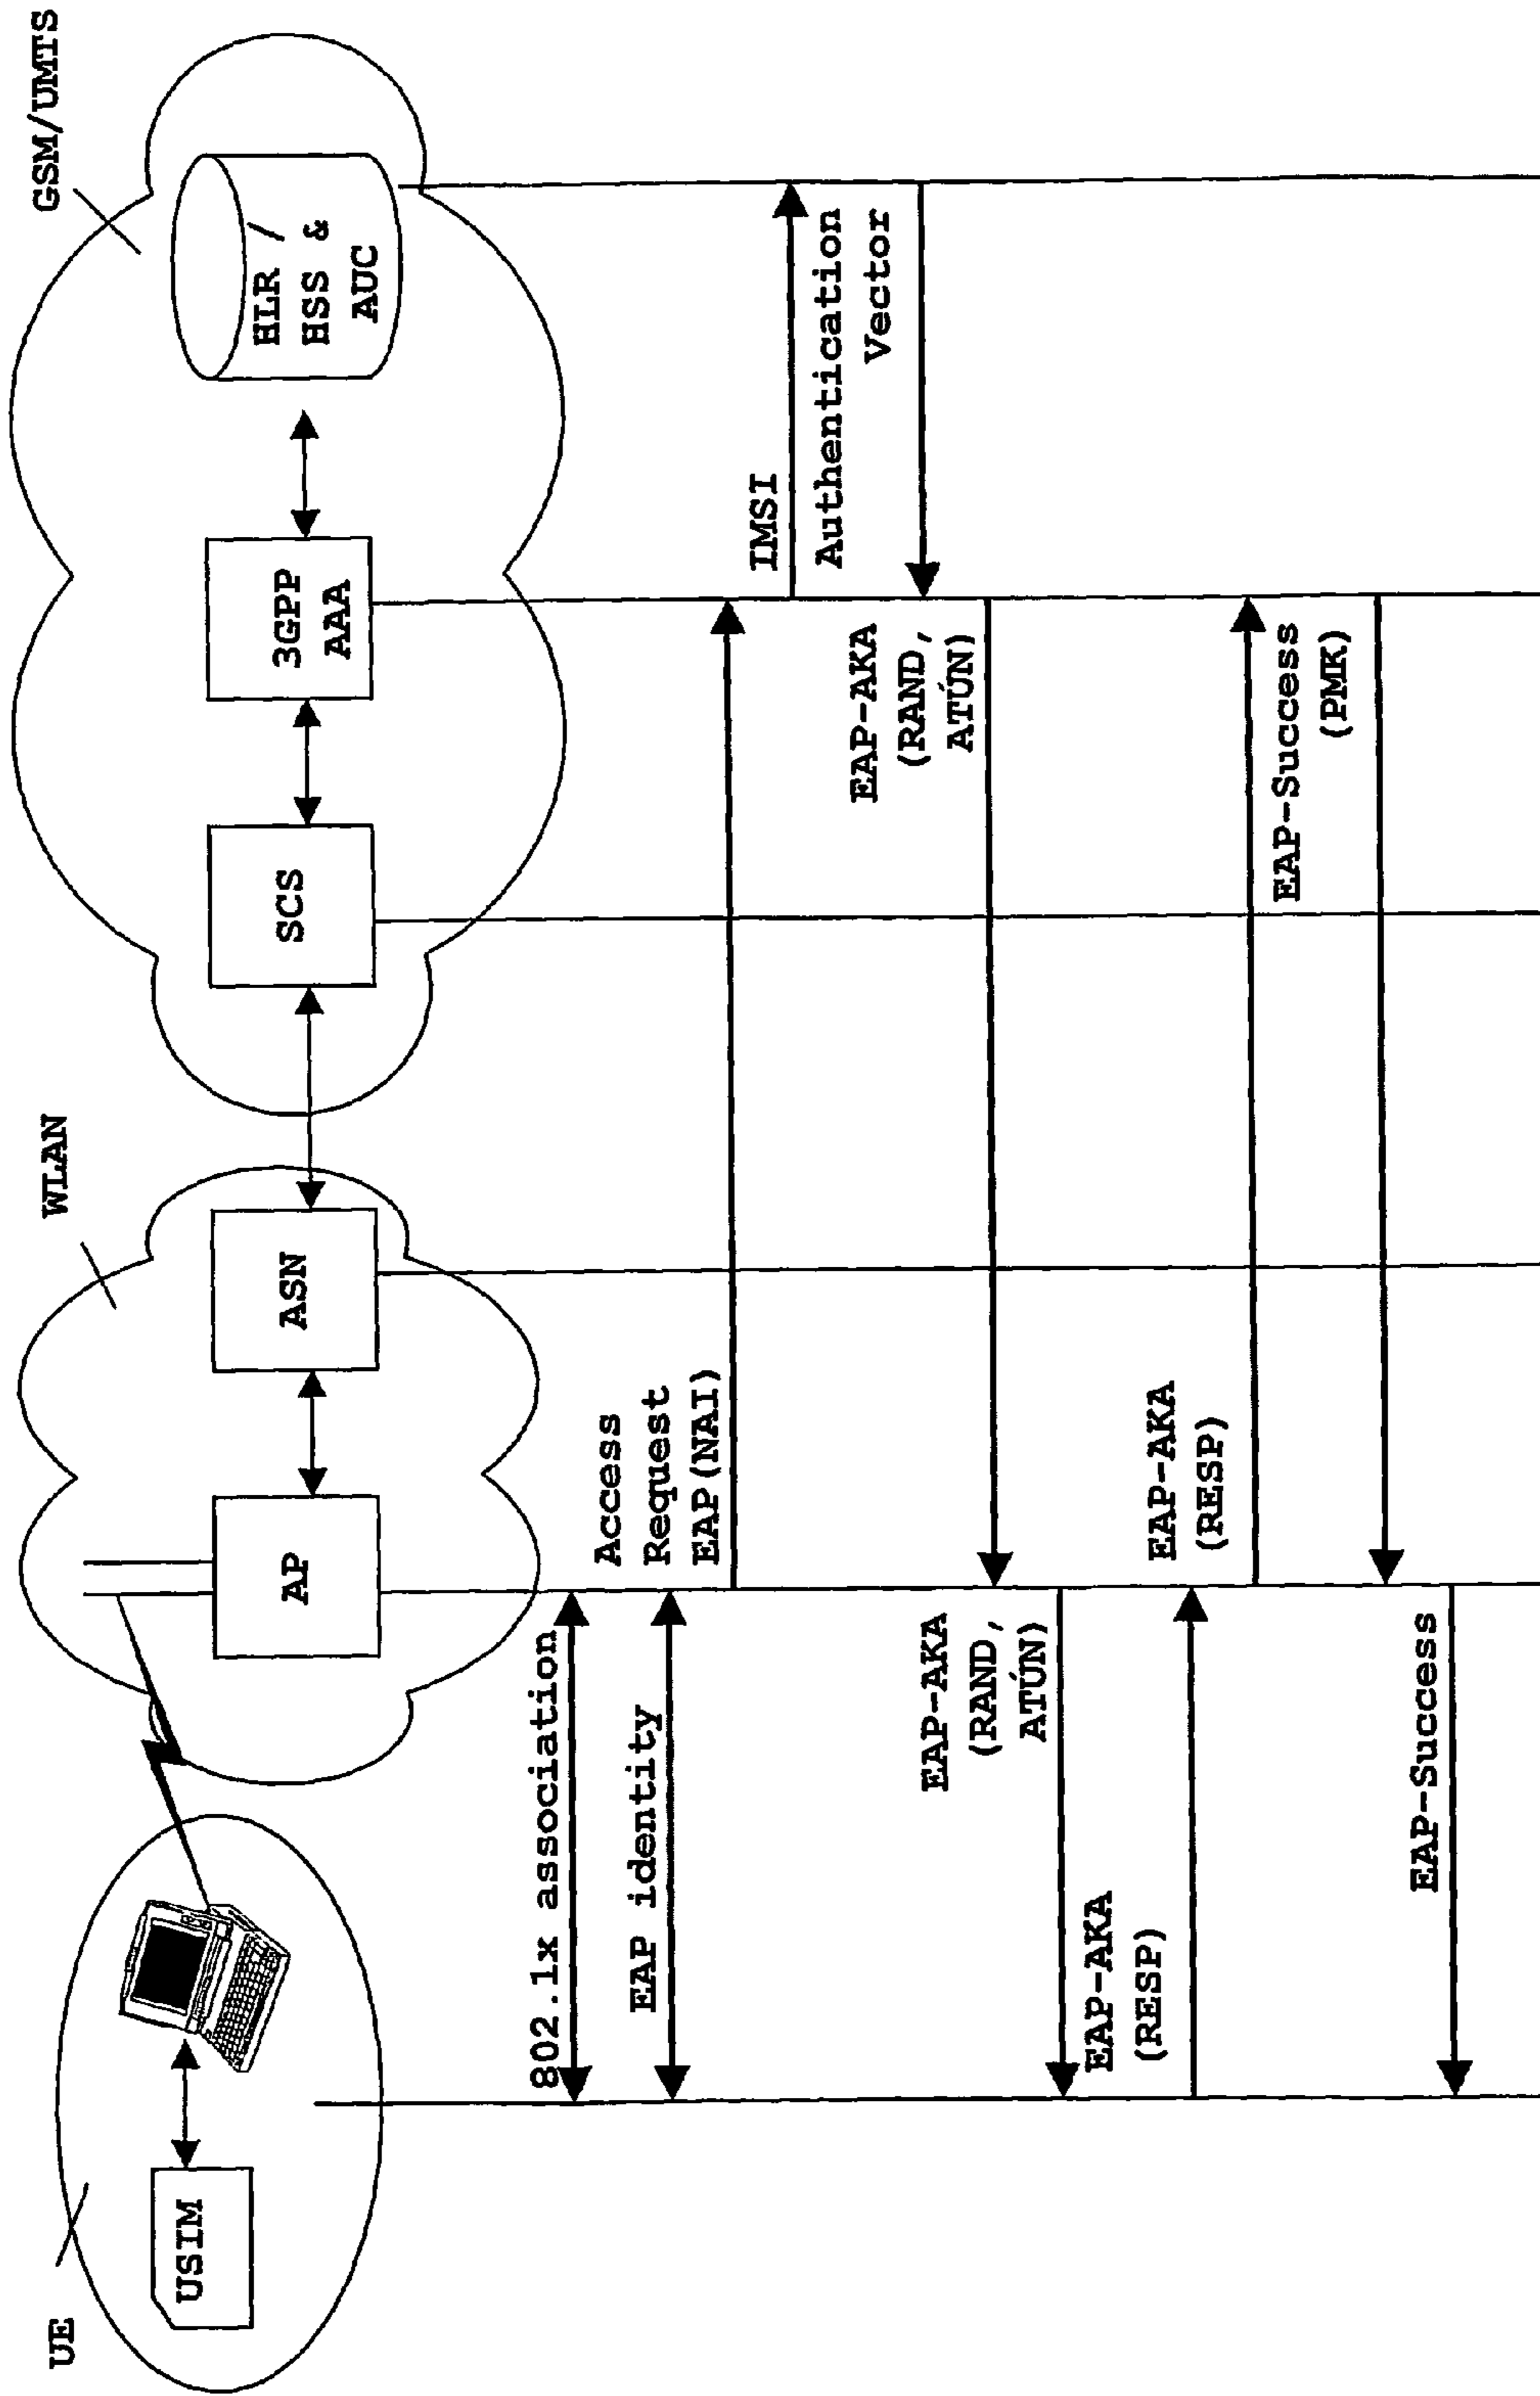 UE
WLAN
GSM/UMTS
USIM
AP
ASN
SCS
3GPP
AAA
HLR /
HSS &
AUC
802.1x association
EAP identity
Access
Request
EAP(NAI)
IMSI
Authentication
Vector
EAP-AKA
(RAND,
ATÚN)
EAP-AKA
(RAND,
ATÚN)
EAP-AKA
(RESP)
EAP-AKA
(RESP)
EAP-Success
(PMK)
EAP-Success